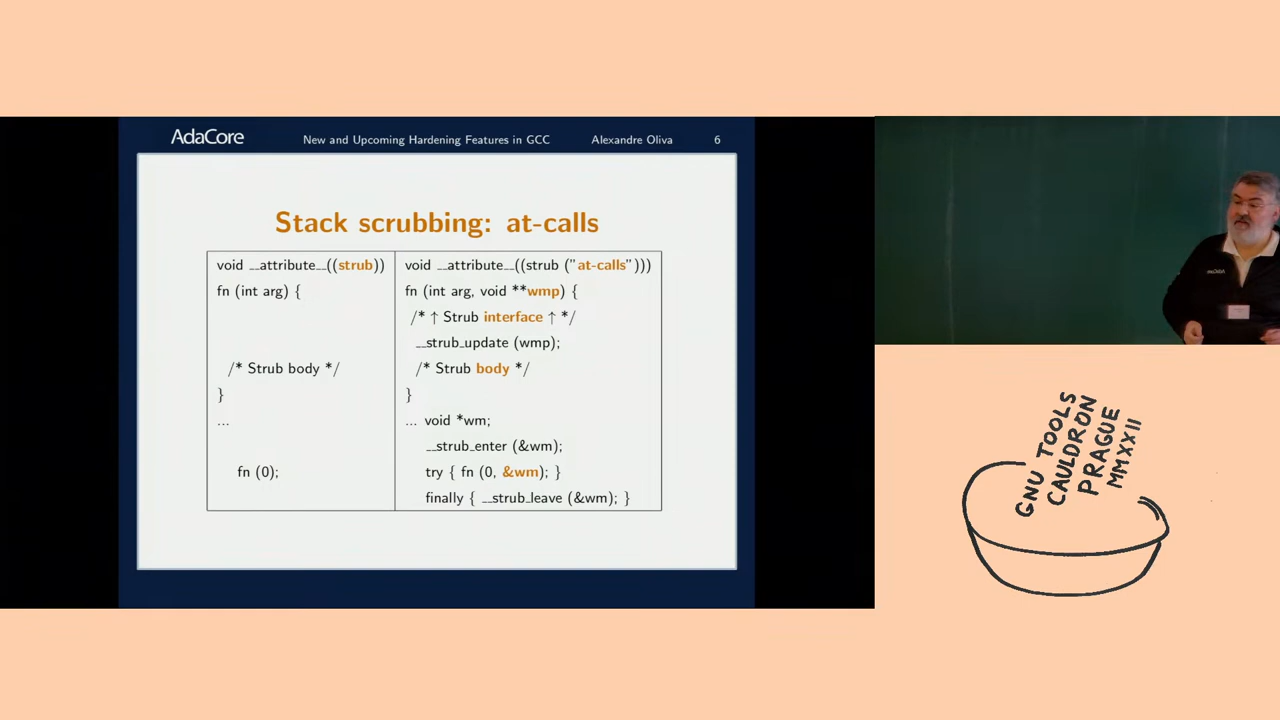 AdaCore New and Upcoming Hardening Features in GCC Alexandre Oliva 6
Stack scrubbing: at-calls
void __attribute__((strub))
fn (int arg) {
/* Strub body */
}
...
fn (0);
void __attribute__((strub ("at-calls")))
fn (int arg, void **wmp) {
/* ↑ Strub interface ↑ */
__strub_update (wmp);
/* Strub body */
}
... void *wm;
__strub_enter (&wm);
try { fn (0, &wm); }
finally { __strub_leave (&wm); }
AdaCore
GNU TOOLS
CAULDRON
PRAGUE
MMXXII